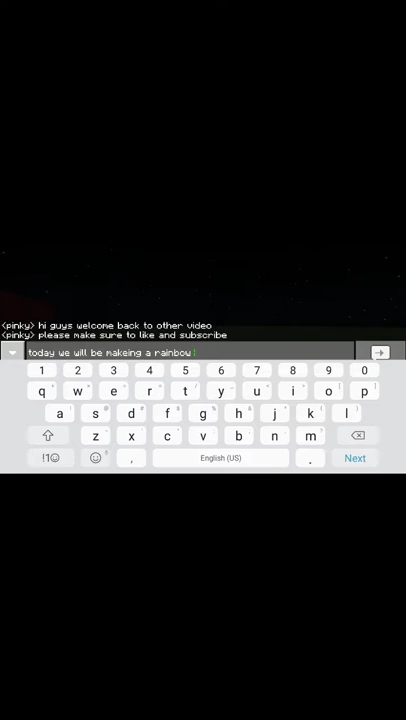 <pinky> hi guys welcome back to other video
<pinky> please make sure to like and subscribe
today we will be makeing a rainbow
1 2 3 4 5 6 7 8 9 0
q w e r t y u i o p
a s d f g h j k l
z x c v b n m
!1☺ , English (US) . Next